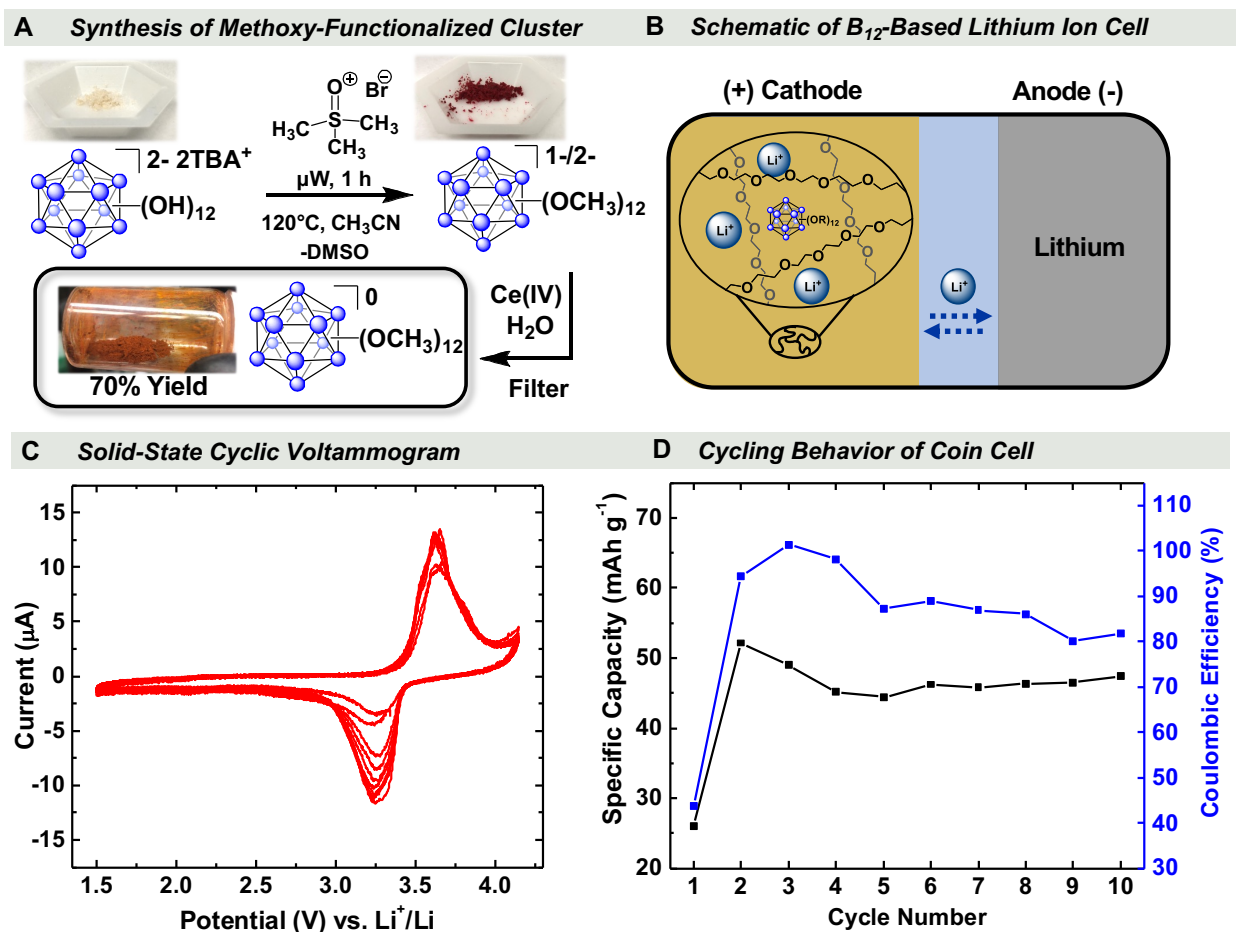 A Synthesis of Methoxy-Functionalized Cluster
O
⊕
Br
⊖
H₃C
S
CH₃
CH₃
2- 2TBA⁺
(OH)₁₂
µW, 1 h
120°C, CH₃CN
-DMSO
1-/2-
(OCH₃)₁₂
Ce(IV)
H₂O
Filter
0
(OCH₃)₁₂
70% Yield
B Schematic of B₁₂-Based Lithium Ion Cell
(+) Cathode
Anode (-)
Li⁺
O O O O O
O O O
(OR)₁₂
Li⁺
O O O O O
O O O
Li⁺
Li⁺
Lithium
C Solid-State Cyclic Voltammogram
Current (µA)
15
10
5
0
-5
-10
-15
1.5 2.0 2.5 3.0 3.5 4.0
Potential (V) vs. Li⁺/Li
D Cycling Behavior of Coin Cell
Specific Capacity (mAh g⁻¹)
70
60
50
40
30
20
1 2 3 4 5 6 7 8 9 10
Cycle Number
110
100
90
80
70
60
50
40
30
Coulombic Efficiency (%)